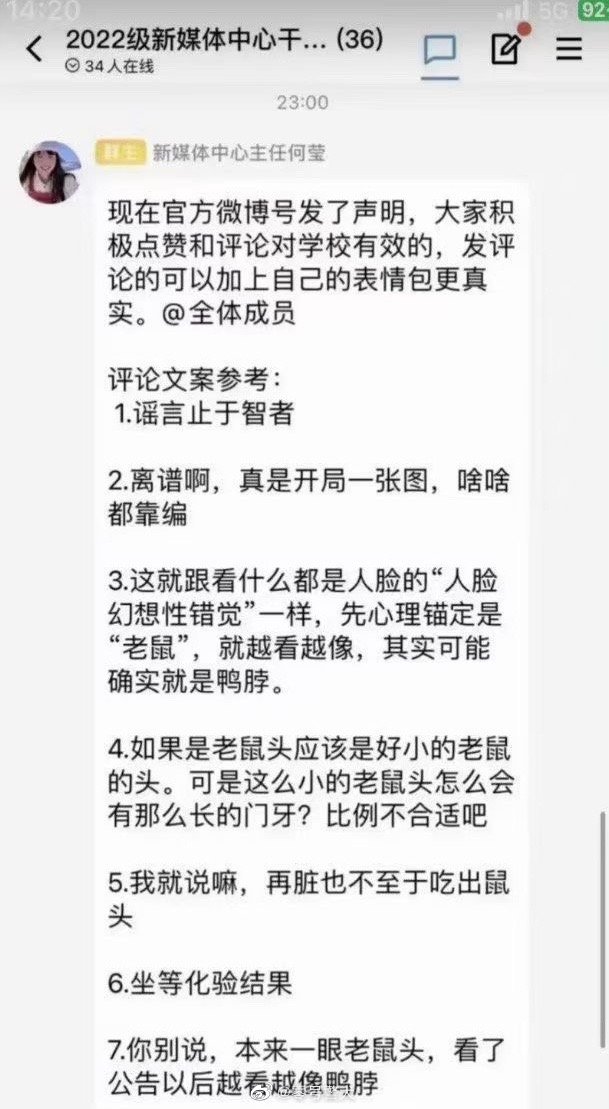 14:20
5G 92
2022级新媒体中心干... (36)
34人在线
23:00
群主 新媒体中心主任何莹
现在官方微博号发了声明，大家积
极点赞和评论对学校有效的，发评
论的可以加上自己的表情包更真
实。@全体成员
评论文案参考：
1.谣言止于智者
2.离谱啊，真是开局一张图，啥啥
都靠编
3.这就跟看什么都是人脸的“人脸
幻想性错觉”一样，先心理锚定是
“老鼠”，就越看越像，其实可能
确实就是鸭脖。
4.如果是老鼠头应该是好小的老鼠
的头。可是这么小的老鼠头怎么会
有那么长的门牙？比例不合适吧
5.我就说嘛，再脏也不至于吃出鼠
头
6.坐等化验结果
7.你别说，本来一眼老鼠头，看了
公告以后越看越像鸭脖